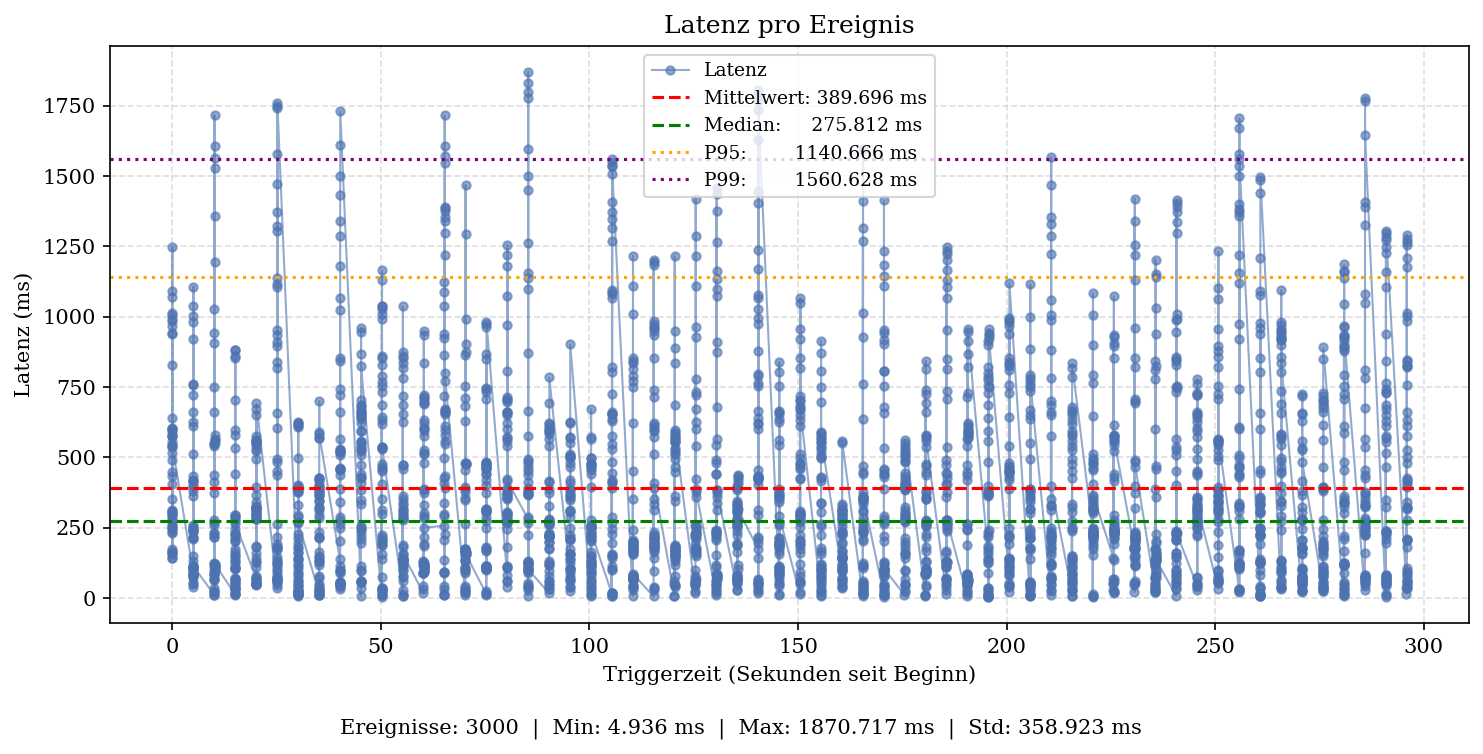 Latenz pro Ereignis
Latenz
Mittelwert: 389.696 ms
Median: 275.812 ms
P95: 1140.666 ms
P99: 1560.628 ms
Latenz (ms)
1750
1500
1250
1000
750
500
250
0
0 50 100 150 200 250 300
Triggerzeit (Sekunden seit Beginn)
Ereignisse: 3000 | Min: 4.936 ms | Max: 1870.717 ms | Std: 358.923 ms